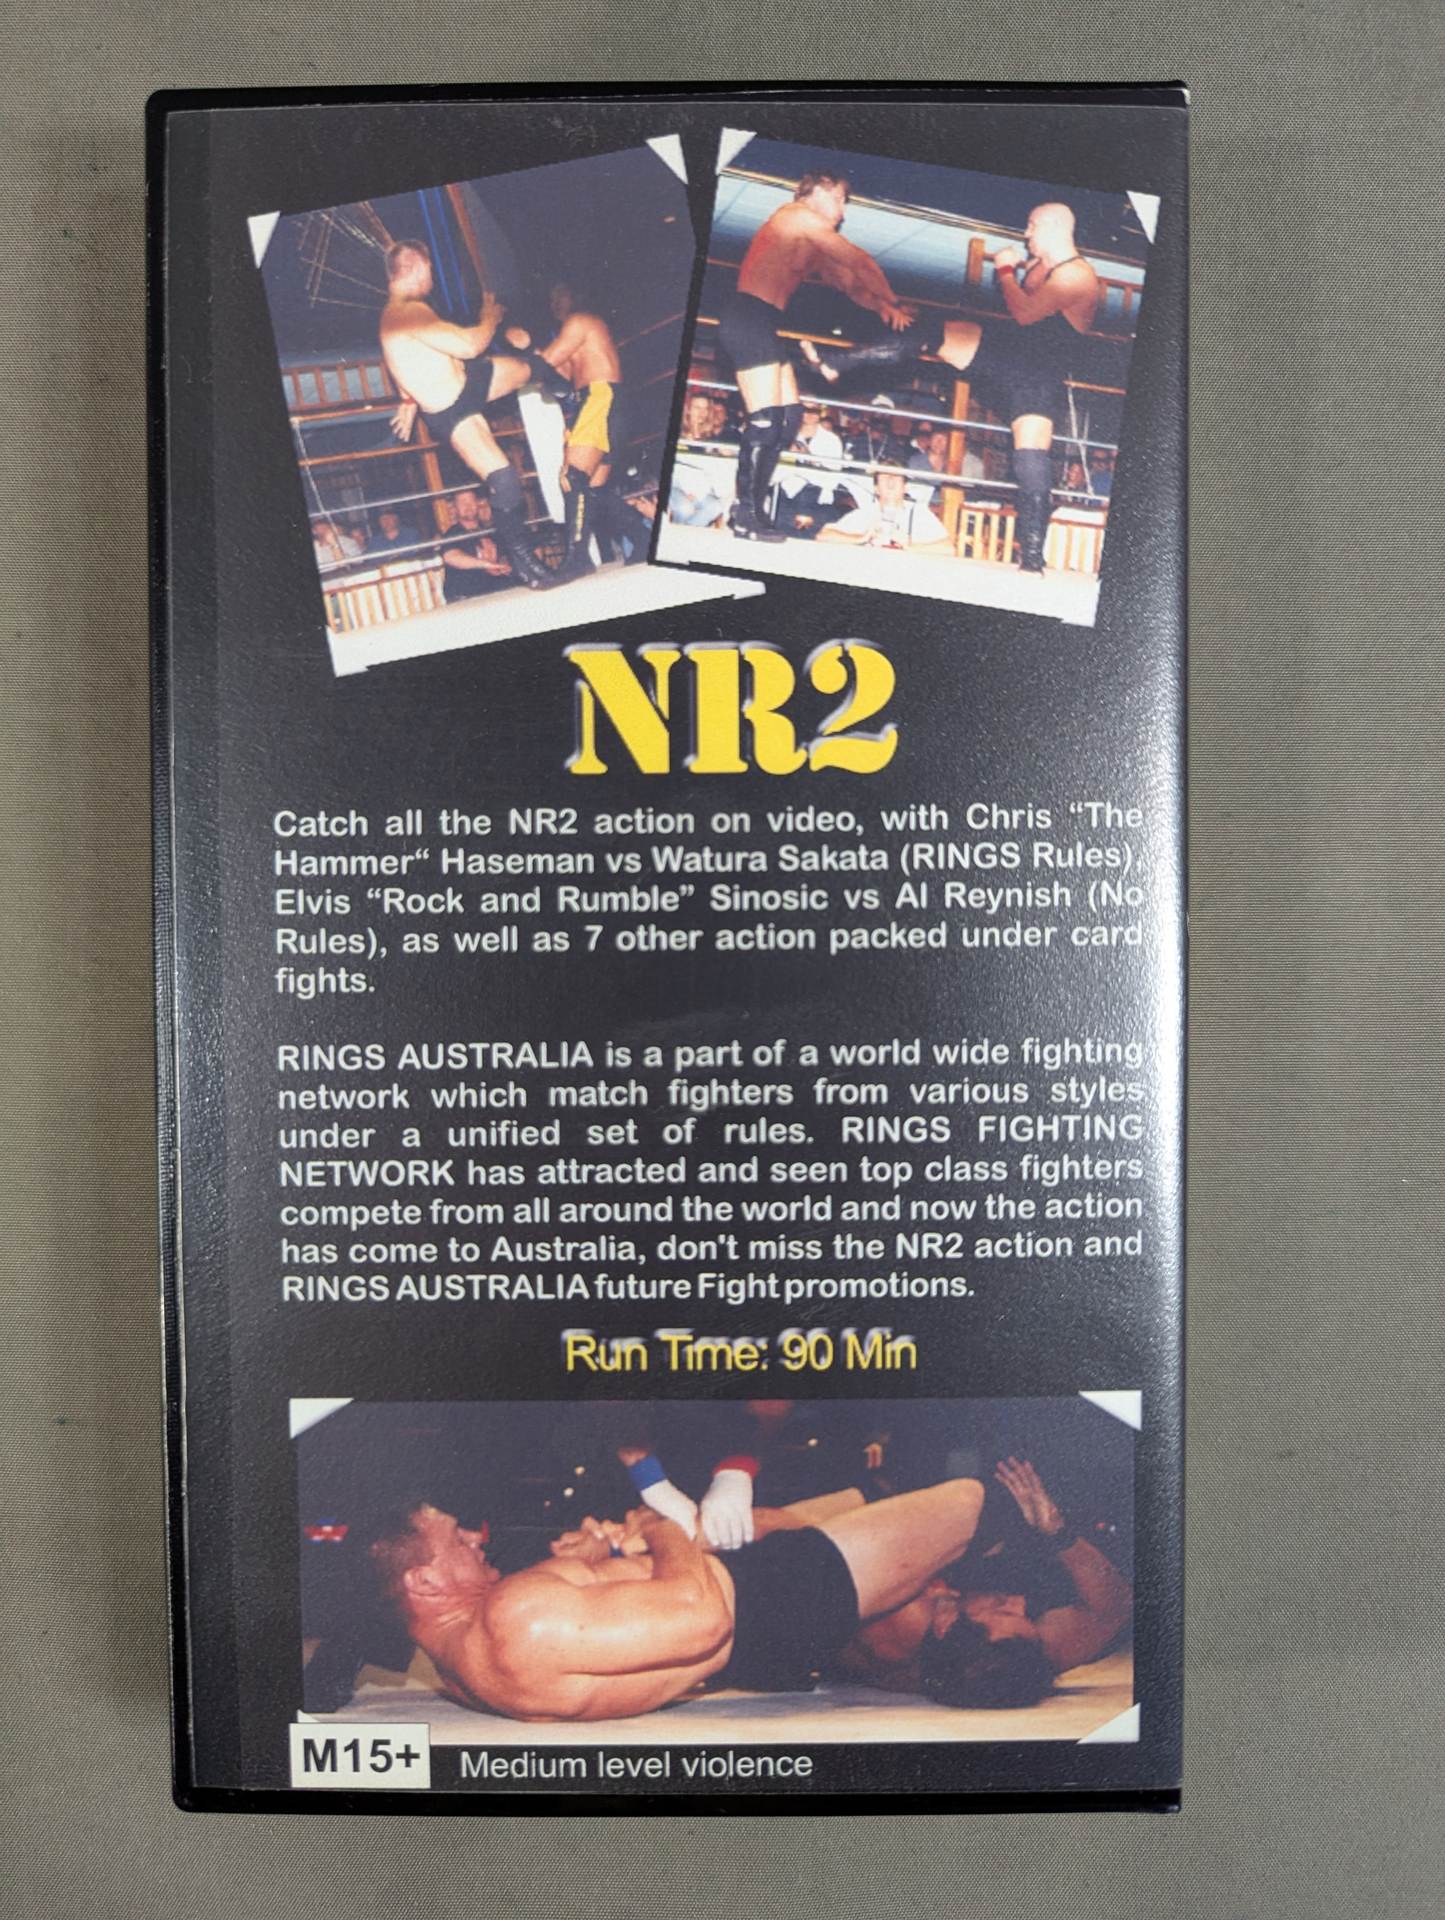 NR2
Catch all the NR2 action on video, with Chris “The
Hammer“ Haseman vs Watura Sakata (RINGS Rules),
Elvis “Rock and Rumble” Sinosic vs Al Reynish (No
Rules), as well as 7 other action packed under card
fights.
RINGS AUSTRALIA is a part of a world wide fighting
network which match fighters from various styles
under a unified set of rules. RINGS FIGHTING
NETWORK has attracted and seen top class fighters
compete from all around the world and now the action
has come to Australia, don't miss the NR2 action and
RINGS AUSTRALIA future Fight promotions.
Run Time: 90 Min
M15+ Medium level violence